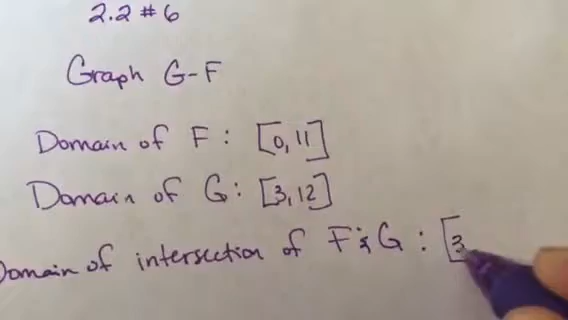 2.2 #6
Graph G-F
Domain of F: [0,11]
Domain of G: [3,12]
Domain of intersection of F & G: [3